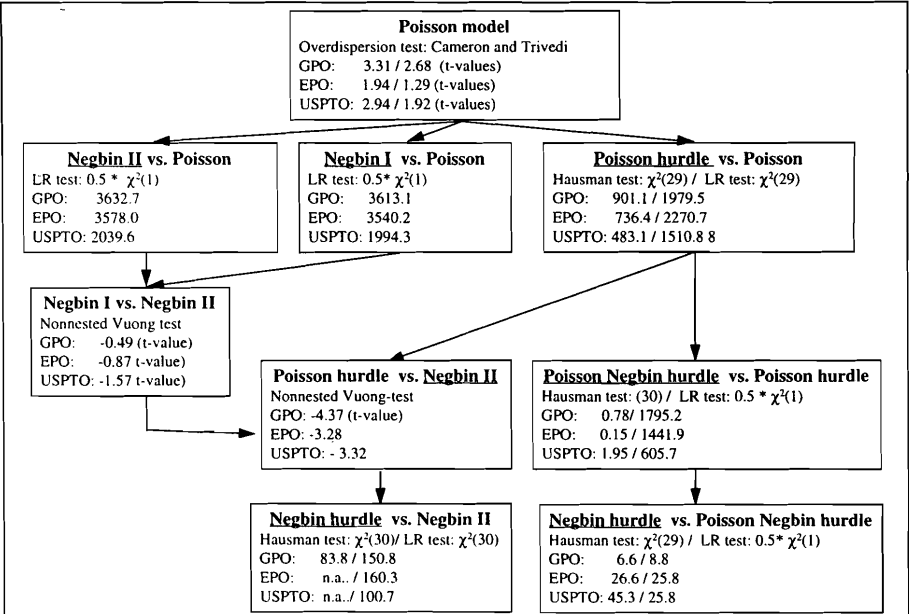 Poisson model
Overdispersion test: Cameron and Trivedi
GPO: 3.31 / 2.68 (t-values)
EPO: 1.94 / 1.29 (t-values)
USPTO: 2.94 / 1.92 (t-values)
Negbin II vs. Poisson
LR test: 0.5 * χ²(1)
GPO: 3632.7
EPO: 3578.0
USPTO: 2039.6
Negbin I vs. Poisson
LR test: 0.5* χ²(1)
GPO: 3613.1
EPO: 3540.2
USPTO: 1994.3
Poisson hurdle vs. Poisson
Hausman test: χ²(29) / LR test: χ²(29)
GPO: 901.1 / 1979.5
EPO: 736.4 / 2270.7
USPTO: 483.1 / 1510.8 8
Negbin I vs. Negbin II
Nonnested Vuong test
GPO: -0.49 (t-value)
EPO: -0.87 t-value)
USPTO: -1.57 t-value)
Poisson hurdle vs. Negbin II
Nonnested Vuong-test
GPO: -4.37 (t-value)
EPO: -3.28
USPTO: - 3.32
Poisson Negbin hurdle vs. Poisson hurdle
Hausman test: (30) / LR test: 0.5 * χ²(1)
GPO: 0.78/ 1795.2
EPO: 0.15 / 1441.9
USPTO: 1.95 / 605.7
Negbin hurdle vs. Negbin II
Hausman test: χ²(30)/ LR test: χ²(30)
GPO: 83.8 / 150.8
EPO: n.a.. / 160.3
USPTO: n.a.. / 100.7
Negbin hurdle vs. Poisson Negbin hurdle
Hausman test: χ²(29) / LR test: 0.5* χ²(1)
GPO: 6.6 / 8.8
EPO: 26.6 / 25.8
USPTO: 45.3 / 25.8